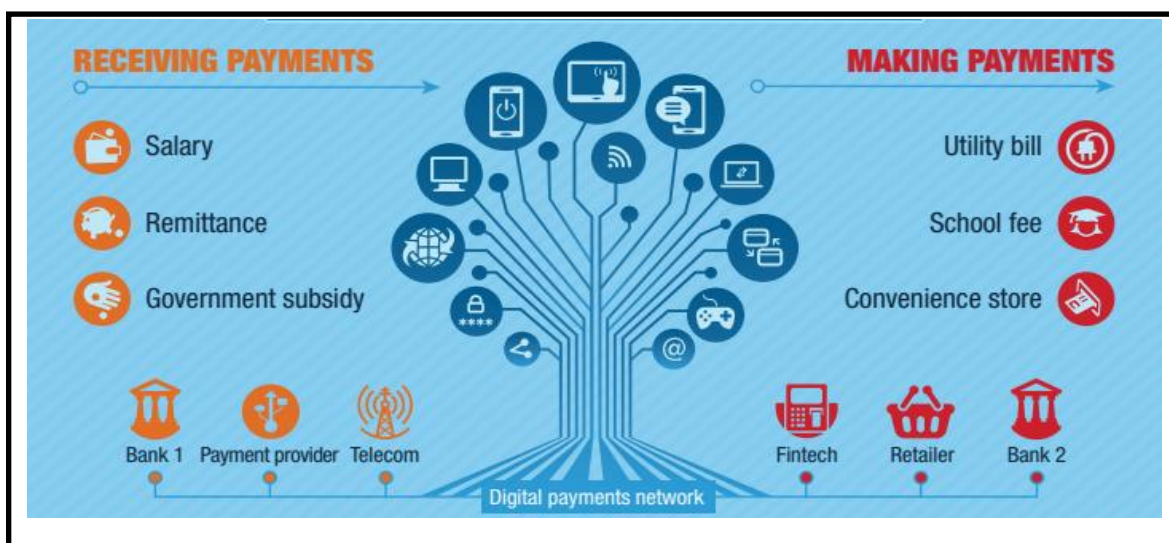 RECEIVING PAYMENTS
MAKING PAYMENTS
Salary
Remittance
Government subsidy
Utility bill
School fee
Convenience store
****
@
Bank 1
Payment provider
Telecom
Fintech
Retailer
Bank 2
Digital payments network